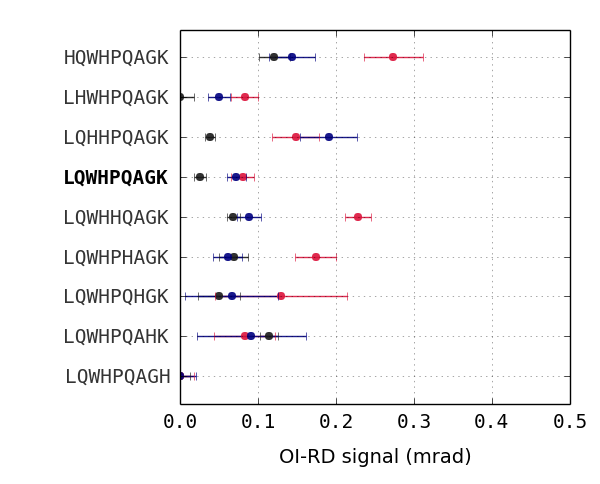 HQWHPQAGK
LHWHPQAGK
LQHHPQAGK
LQWHPQAGK
LQWHHQAGK
LQWHPHAGK
LQWHPQHGK
LQWHPQAHK
LQWHPQAGH
0.0 0.1 0.2 0.3 0.4 0.5
OI-RD signal (mrad)